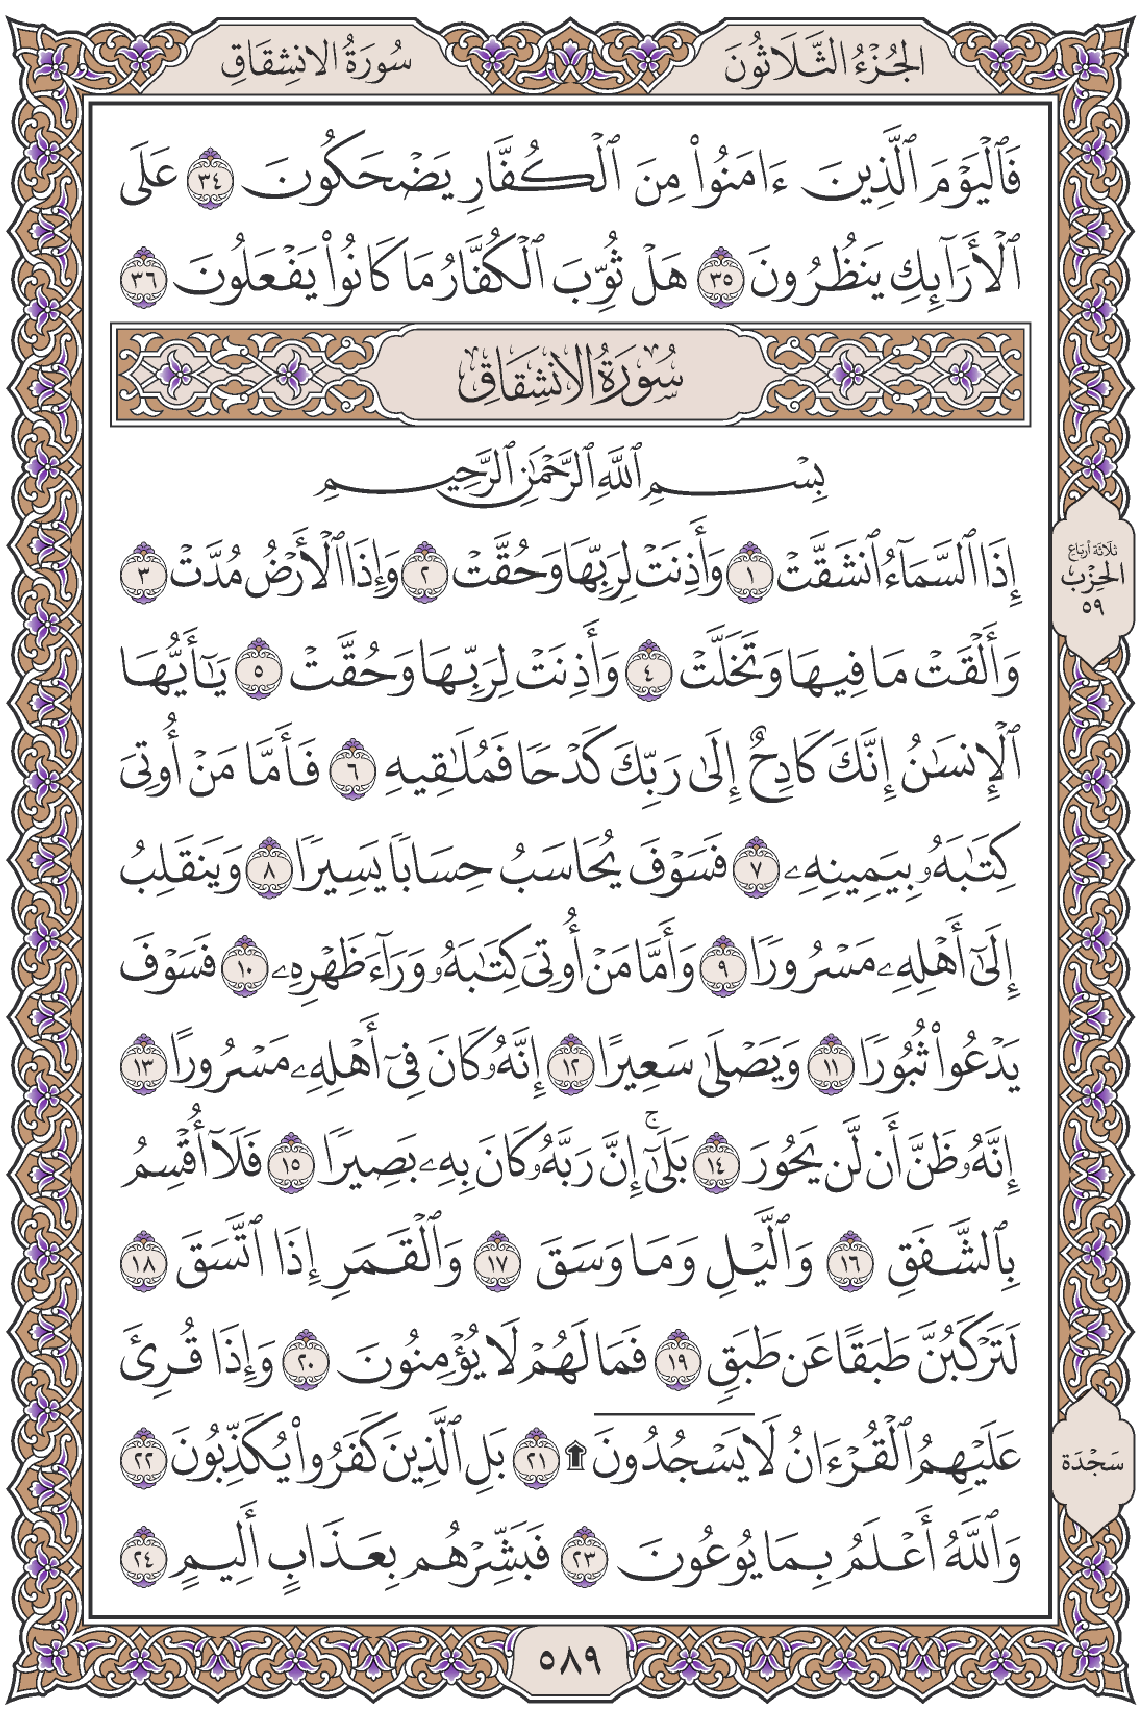 الجُزْءُ الثَّلَاثُونَ
سُورَةُ الانشِقَاقِ
فَٱلْيَوْمَ ٱلَّذِينَ ءَامَنُوا۟ مِنَ ٱلْكُفَّارِ يَضْحَكُونَ ٣٤ عَلَى
ٱلْأَرَآئِكِ يَنظُرُونَ ٣٥ هَلْ ثُوِّبَ ٱلْكُفَّارُ مَا كَانُوا۟ يَفْعَلُونَ ٣٦
سُورَةُ الانشِقَاقِ
بِسْمِ ٱللَّهِ ٱلرَّحْمَٰنِ ٱلرَّحِيمِ
إِذَا ٱلسَّمَآءُ ٱنشَقَّتْ ١ وَأَذِنَتْ لِرَبِّهَا وَحُقَّتْ ٢ وَإِذَا ٱلْأَرْضُ مُدَّتْ ٣
وَأَلْقَتْ مَا فِيهَا وَتَخَلَّتْ ٤ وَأَذِنَتْ لِرَبِّهَا وَحُقَّتْ ٥ يَٰٓأَيُّهَا
ٱلْإِنسَٰنُ إِنَّكَ كَادِحٌ إِلَىٰ رَبِّكَ كَدْحًا فَمُلَٰقِيهِ ٦ فَأَمَّا مَنْ أُوتِىَ
كِتَٰبَهُۥ بِيَمِينِهِۦ ٧ فَسَوْفَ يُحَاسَبُ حِسَابًا يَسِيرًا ٨ وَيَنقَلِبُ
إِلَىٰٓ أَهْلِهِۦ مَسْرُورًا ٩ وَأَمَّا مَنْ أُوتِىَ كِتَٰبَهُۥ وَرَآءَ ظَهْرِهِۦ ١٠ فَسَوْفَ
يَدْعُوا۟ ثُبُورًا ١١ وَيَصْلَىٰ سَعِيرًا ١٢ إِنَّهُۥ كَانَ فِىٓ أَهْلِهِۦ مَسْرُورًا ١٣
إِنَّهُۥ ظَنَّ أَن لَّن يَحُورَ ١٤ بَلَىٰٓۚ إِنَّ رَبَّهُۥ كَانَ بِهِۦ بَصِيرًا ١٥ فَلَآ أُقْسِمُ
بِٱلشَّفَقِ ١٦ وَٱلَّيْلِ وَمَا وَسَقَ ١٧ وَٱلْقَمَرِ إِذَا ٱتَّسَقَ ١٨
لَتَرْكَبُنَّ طَبَقًا عَن طَبَقٍ ١٩ فَمَا لَهُمْ لَا يُؤْمِنُونَ ٢٠ وَإِذَا قُرِئَ
عَلَيْهِمُ ٱلْقُرْءَانُ لَا يَسْجُدُونَ ۩ ٢١ بَلِ ٱلَّذِينَ كَفَرُوا۟ يُكَذِّبُونَ ٢٢
وَٱللَّهُ أَعْلَمُ بِمَا يُوعُونَ ٢٣ فَبَشِّرْهُم بِعَذَابٍ أَلِيمٍ ٢٤
ثلاثة أرباع
الحِزْب
٥٩
سَجْدَة
٥٨٩